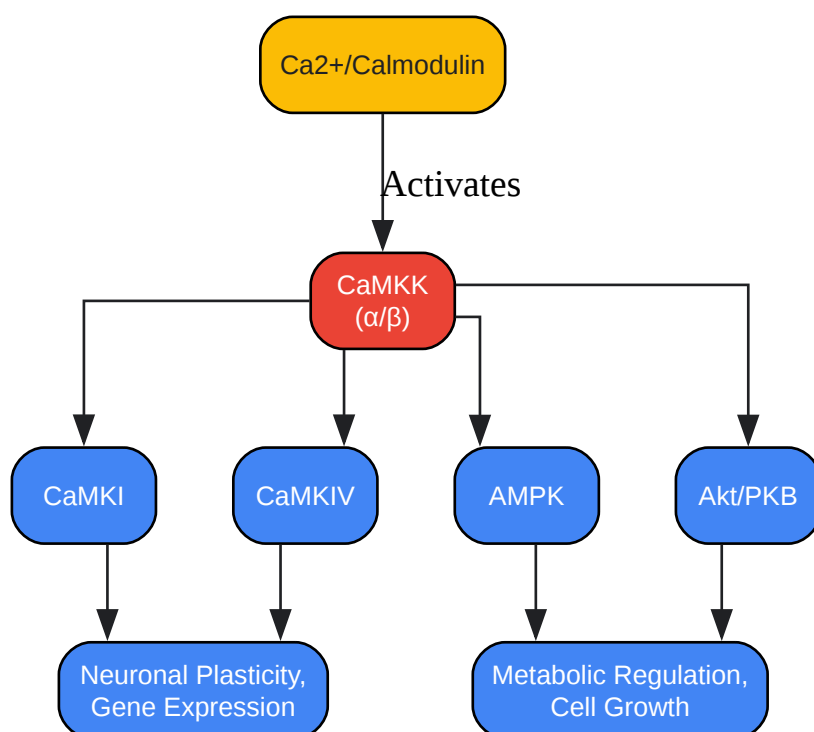 Ca2+/Calmodulin
Activates
CaMKK
(α/β)
CaMKI
CaMKIV
AMPK
Akt/PKB
Neuronal Plasticity,
Gene Expression
Metabolic Regulation,
Cell Growth